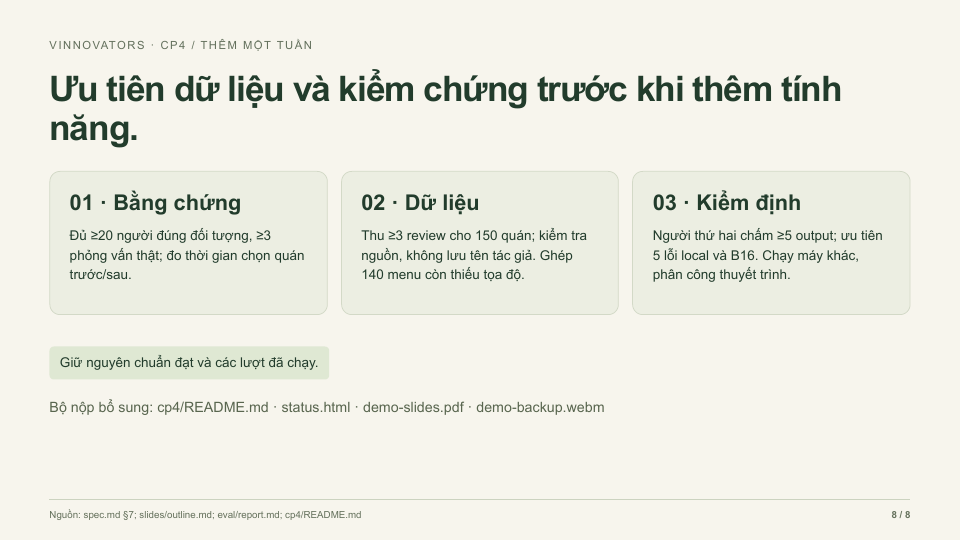 VINNOVATORS · CP4 / THÊM MỘT TUẦN
Ưu tiên dữ liệu và kiểm chứng trước khi thêm tính
năng.
01 · Bằng chứng
Đủ ≥20 người đúng đối tượng, ≥3
phỏng vấn thật; đo thời gian chọn quán
trước/sau.
02 · Dữ liệu
Thu ≥3 review cho 150 quán; kiểm tra
nguồn, không lưu tên tác giả. Ghép
140 menu còn thiếu tọa độ.
03 · Kiểm định
Người thứ hai chấm ≥5 output; ưu tiên
5 lỗi local và B16. Chạy máy khác,
phân công thuyết trình.
Giữ nguyên chuẩn đạt và các lượt đã chạy.
Bộ nộp bổ sung: cp4/README.md · status.html · demo-slides.pdf · demo-backup.webm
Nguồn: spec.md §7; slides/outline.md; eval/report.md; cp4/README.md
8 / 8